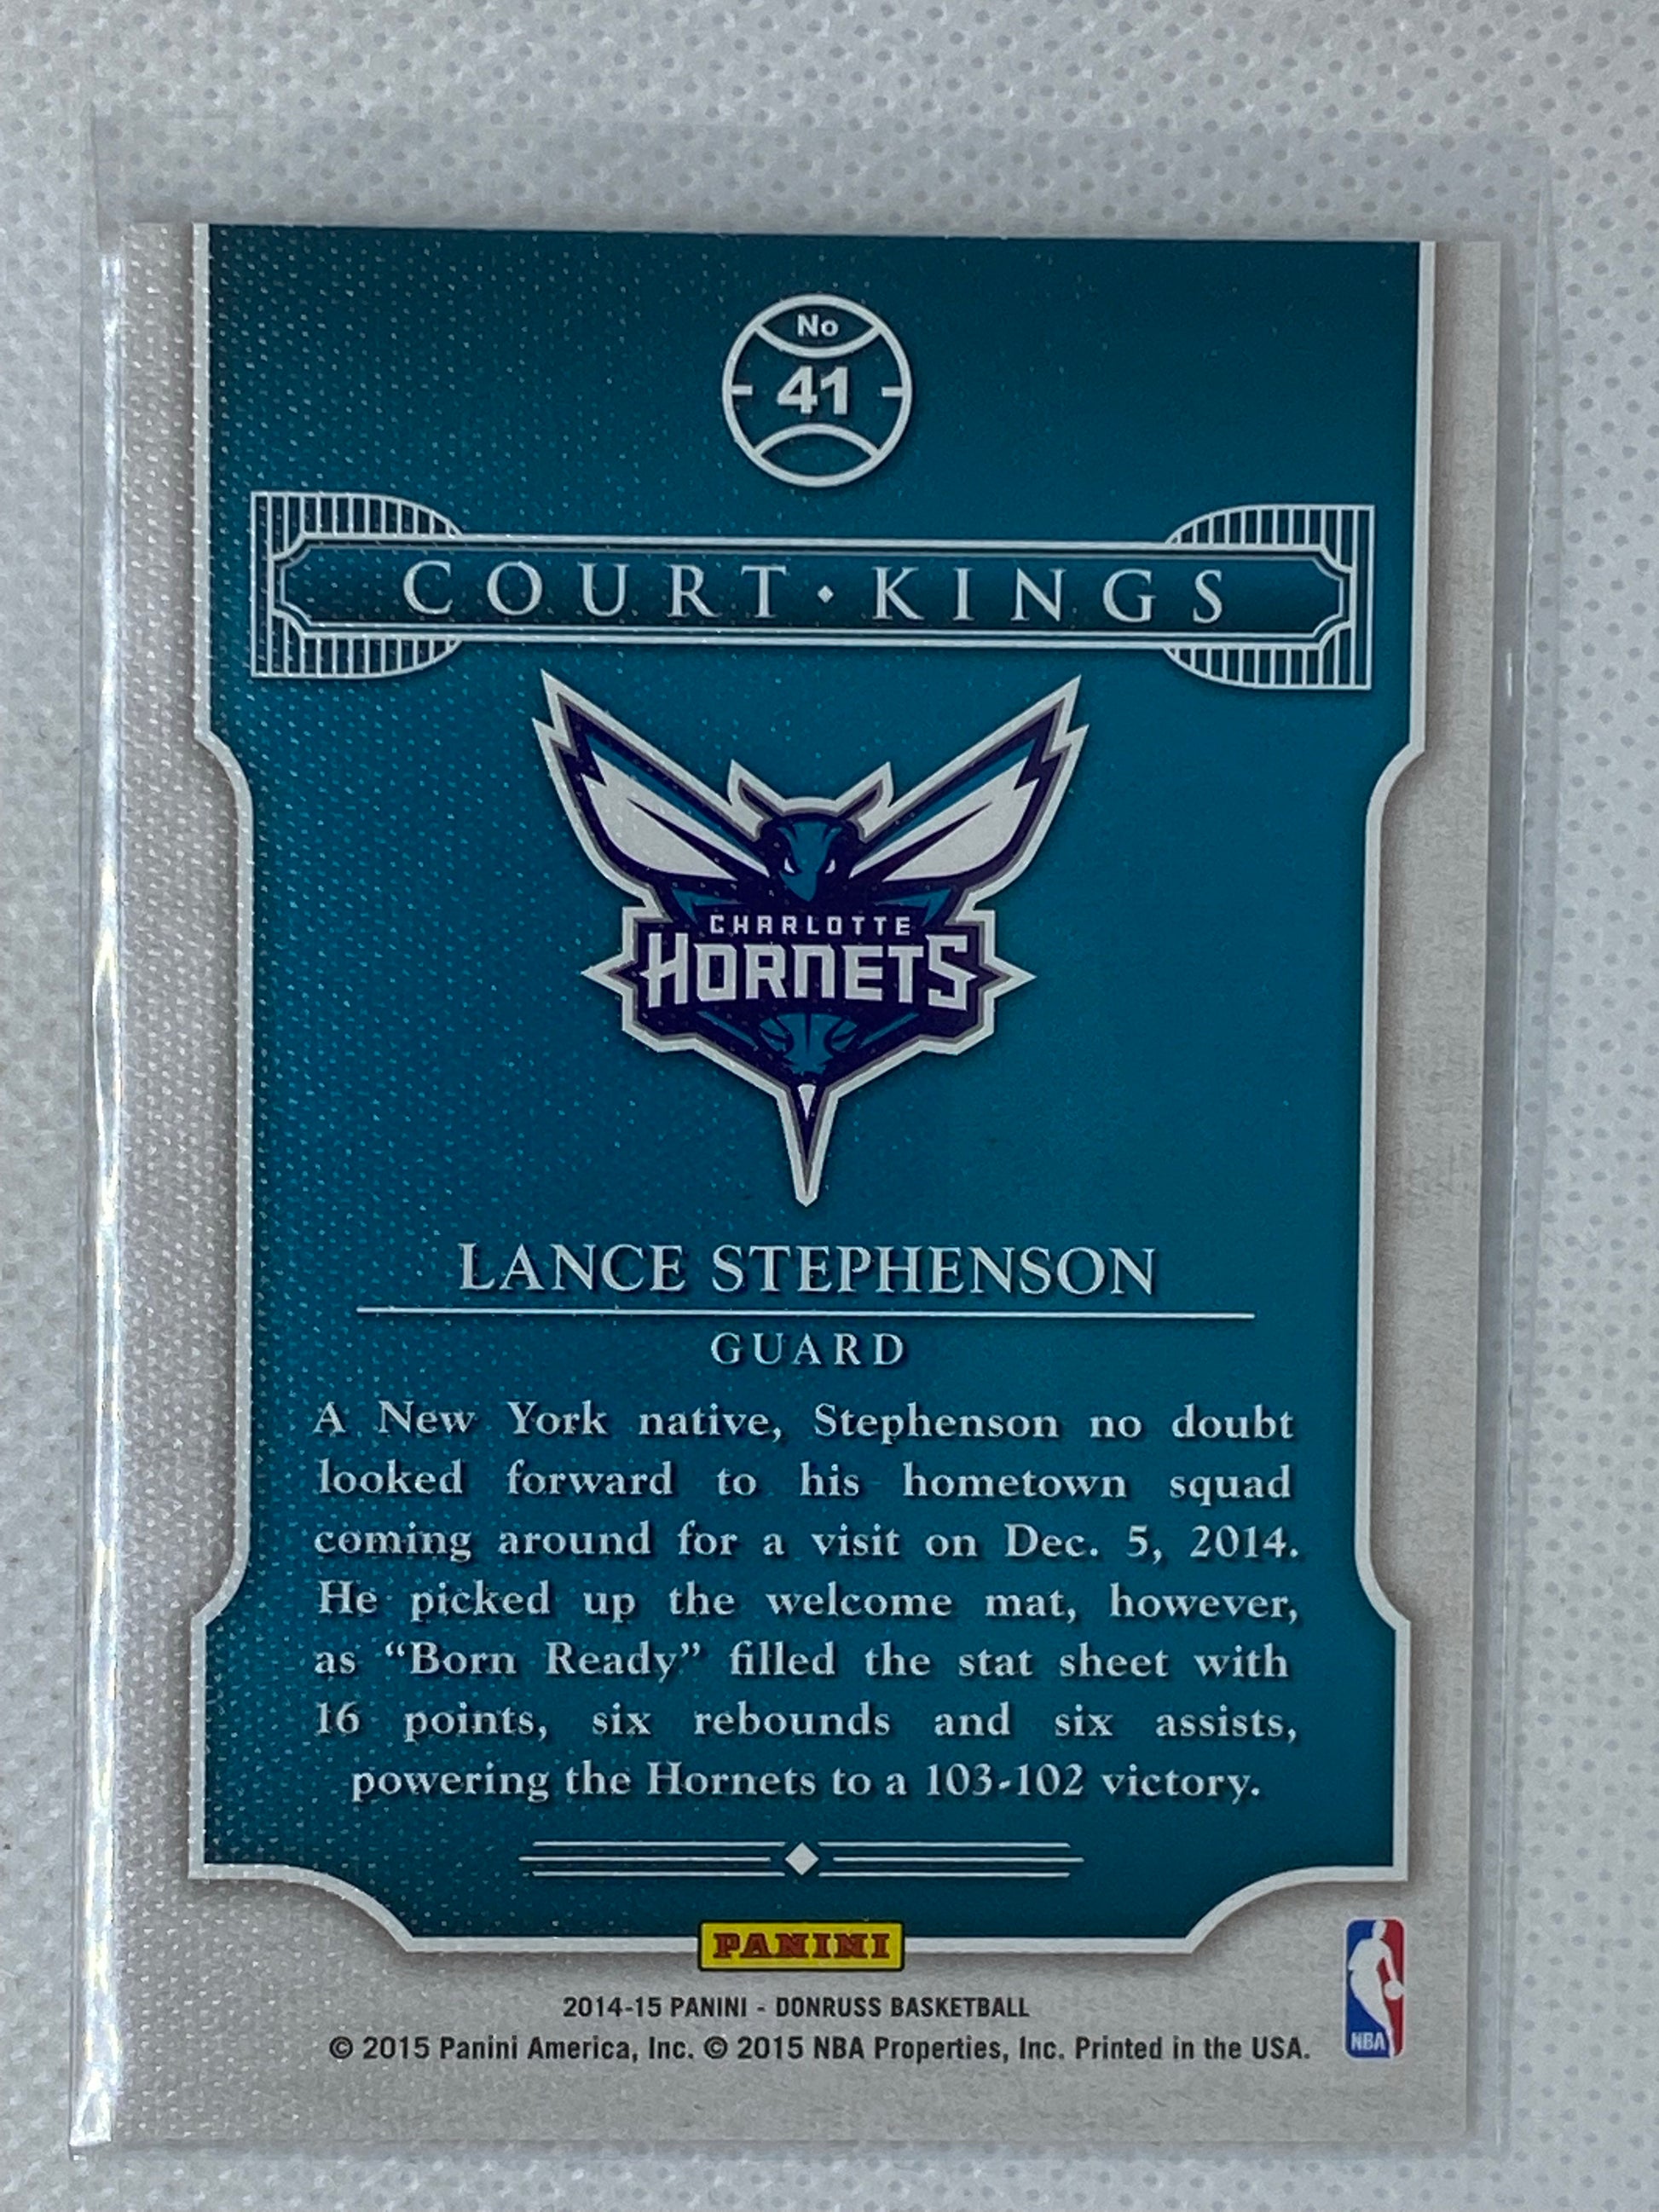 No
41
COURT · KINGS
CHARLOTTE
HORNETS
LANCE STEPHENSON
GUARD
A New York native, Stephenson no doubt
looked forward to his hometown squad
coming around for a visit on Dec. 5, 2014.
He picked up the welcome mat, however,
as “Born Ready” filled the stat sheet with
16 points, six rebounds and six assists,
powering the Hornets to a 103-102 victory.
PANINI
2014-15 PANINI - DONRUSS BASKETBALL
© 2015 Panini America, Inc. © 2015 NBA Properties, Inc. Printed in the USA.
NBA